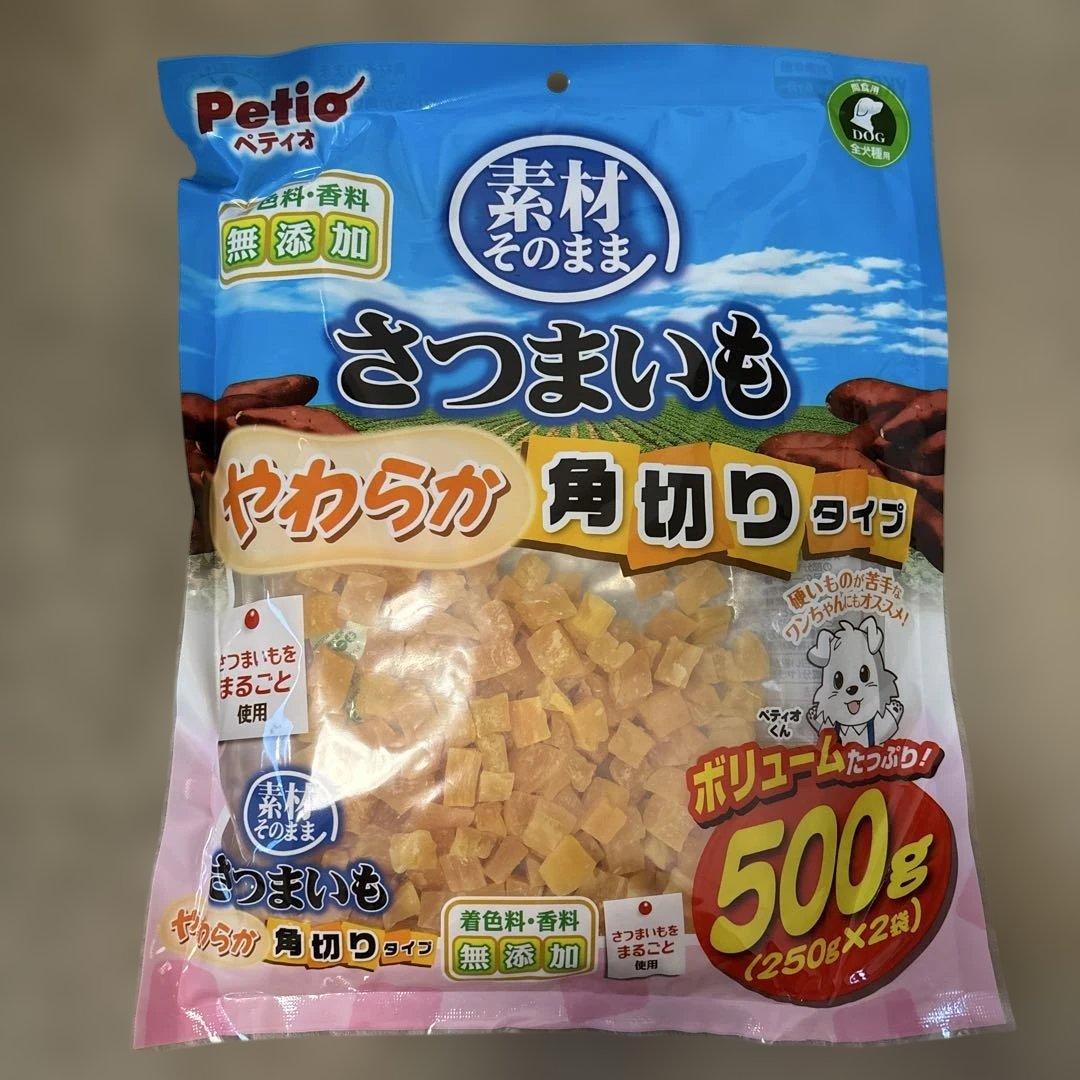 Petio
ペティオ
間食用
DOG
全犬種用
素材
そのまま
色料・香料
無添加
さつまいも
やわらか
角切りタイプ
硬いものが苦手な
ワンちゃんにもオススメ!
ペティオ
くん
さつまいもを
まるごと
使用
ボリュームたっぷり!
500g
(250g×2袋)
素材
そのまま
さつまいも
やわらか
角切りタイプ
着色料・香料
無添加
さつまいもを
まるごと
使用